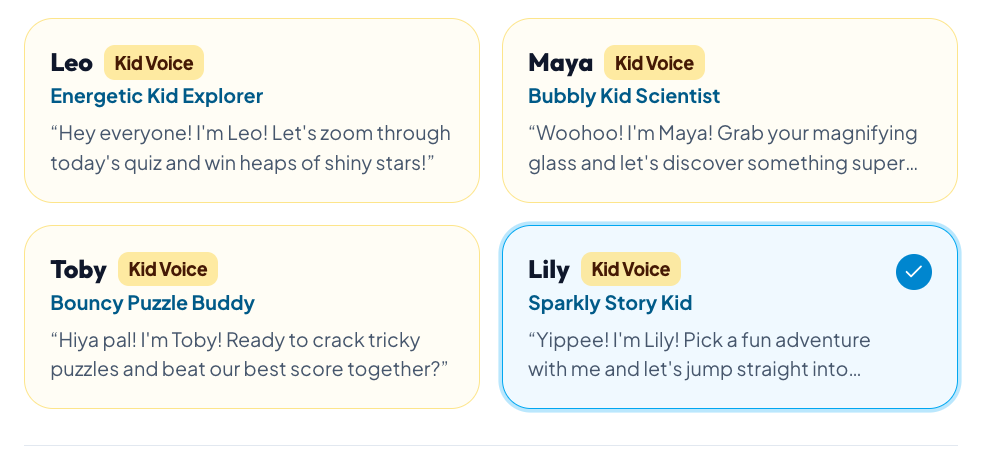 Leo Kid Voice
Energetic Kid Explorer
“Hey everyone! I'm Leo! Let's zoom through
today's quiz and win heaps of shiny stars!”
Maya Kid Voice
Bubbly Kid Scientist
“Woohoo! I'm Maya! Grab your magnifying
glass and let's discover something super...
Toby Kid Voice
Bouncy Puzzle Buddy
“Hiya pal! I'm Toby! Ready to crack tricky
puzzles and beat our best score together?”
Lily Kid Voice
Sparkly Story Kid
“Yippee! I'm Lily! Pick a fun adventure
with me and let's jump straight into...